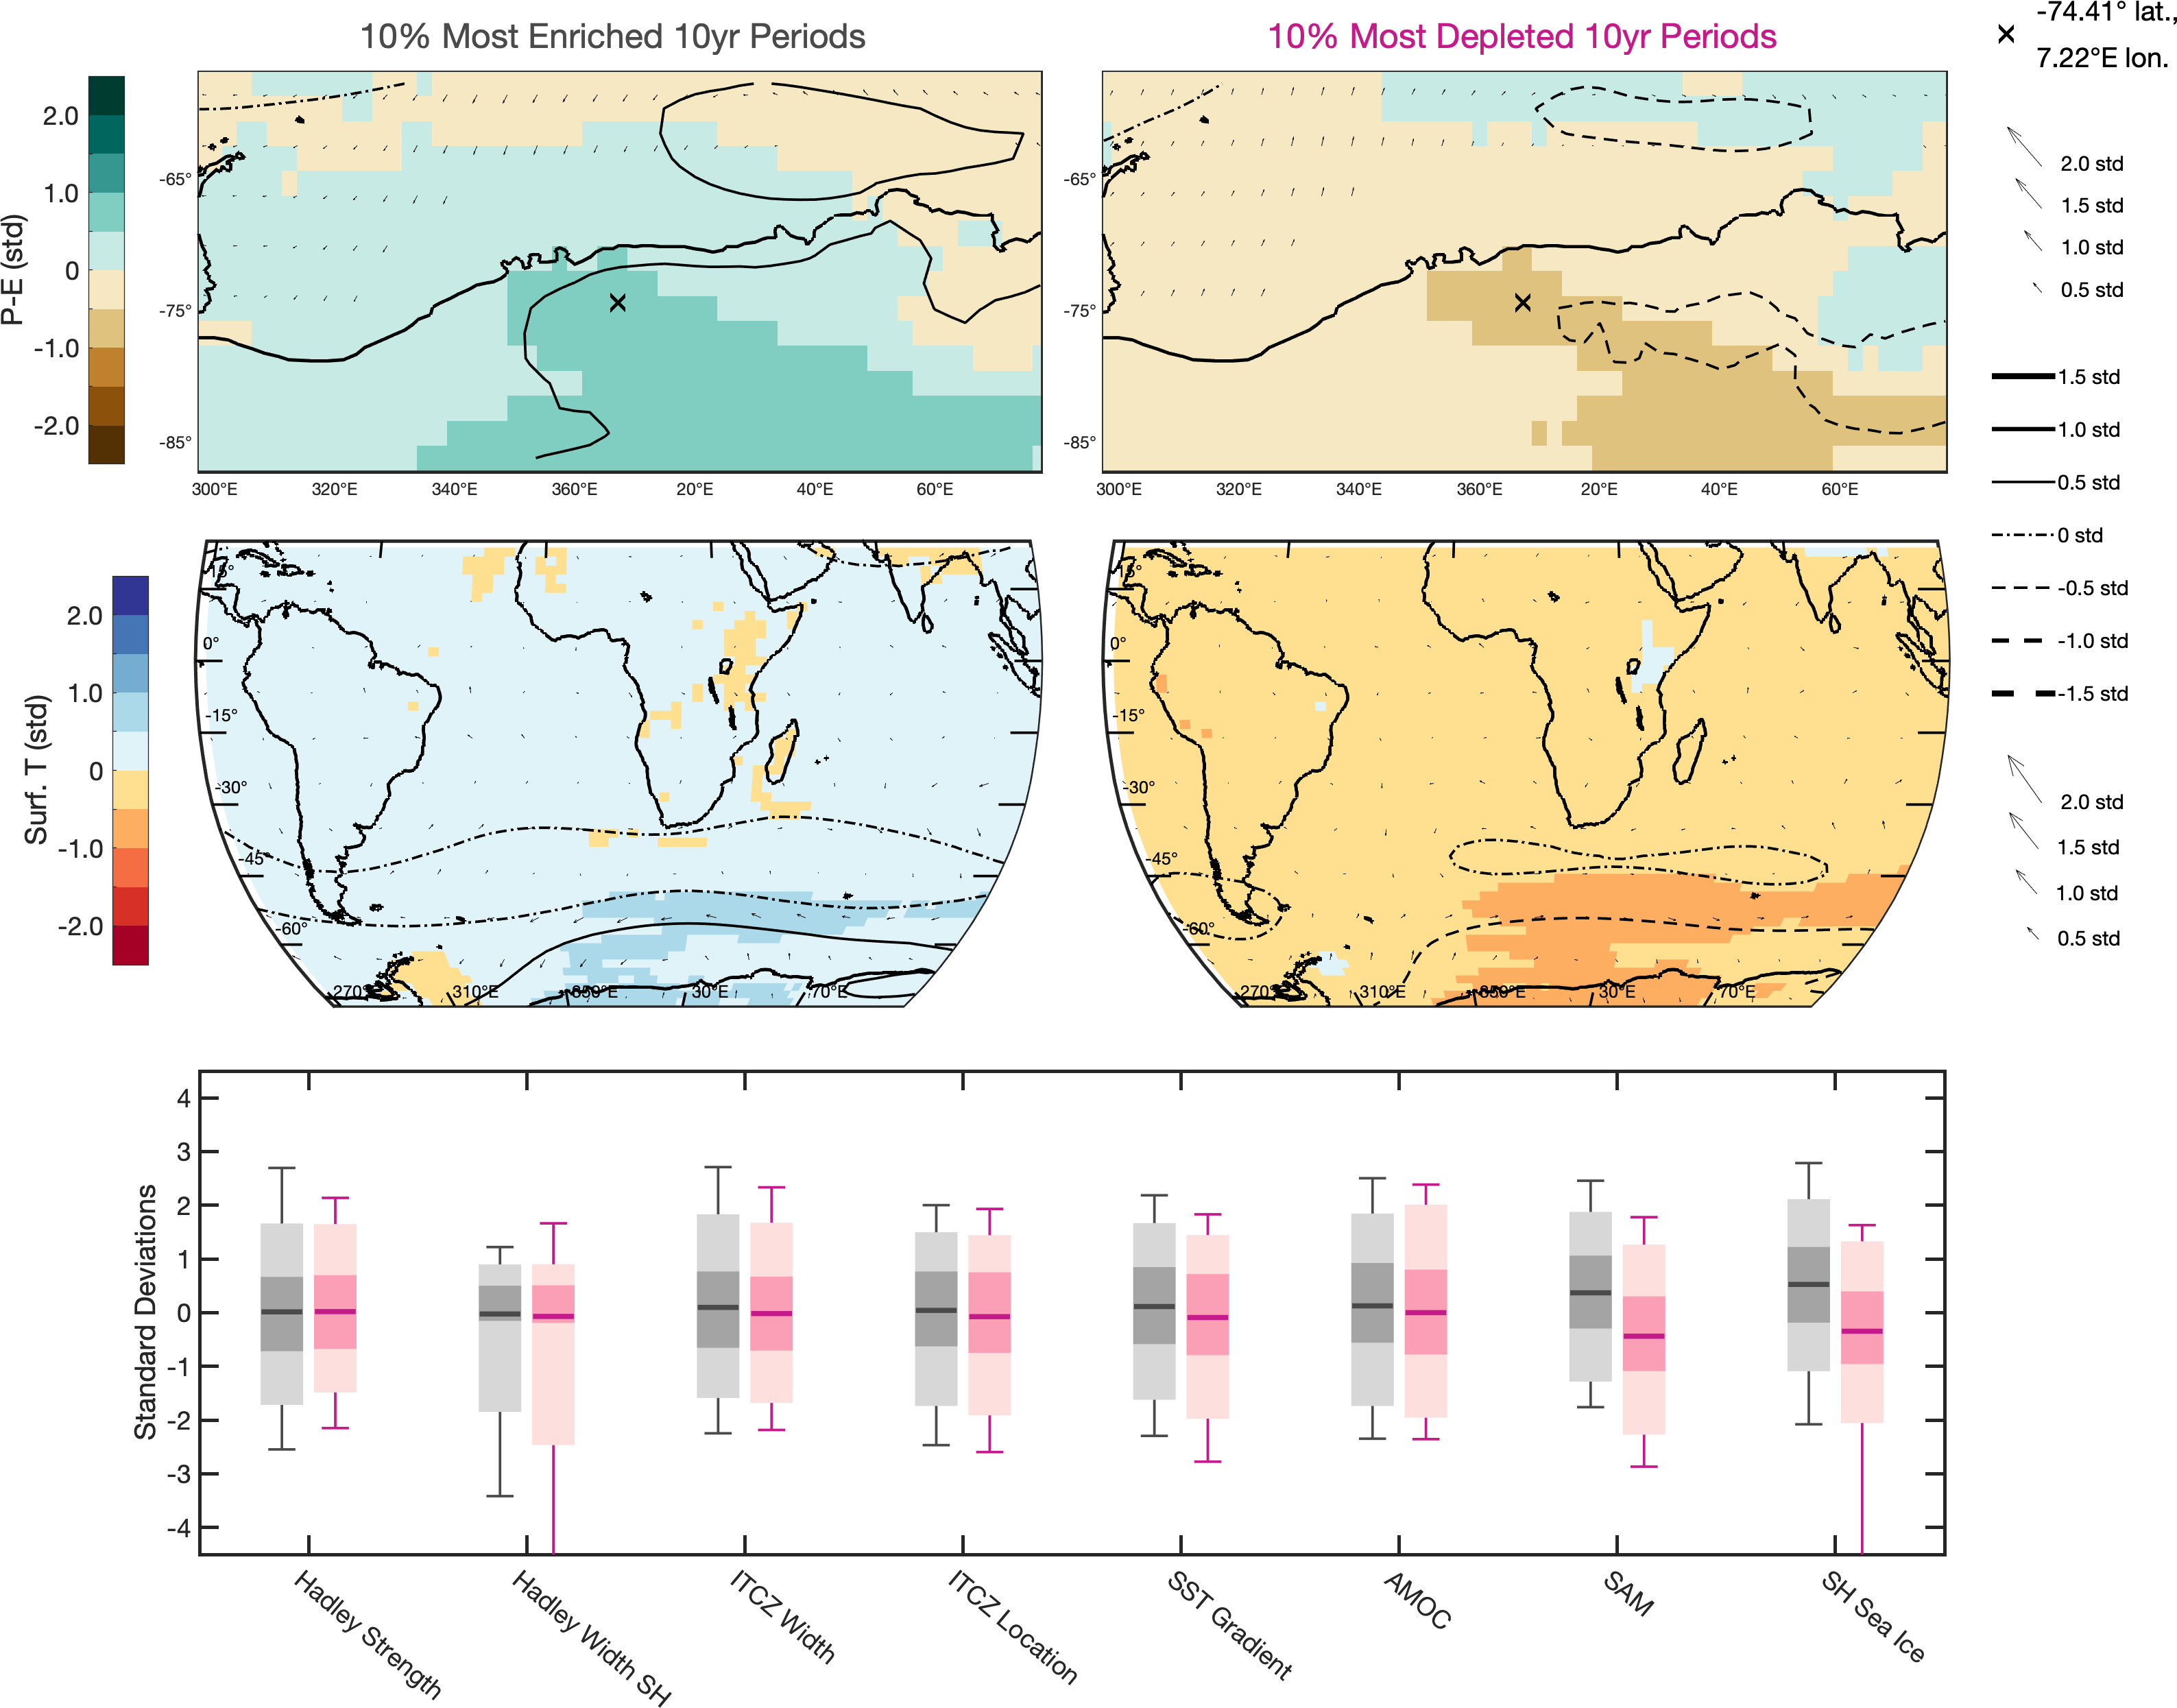 10% Most Enriched 10yr Periods
10% Most Depleted 10yr Periods
-74.41° lat.,
7.22°E lon.
P-E (std)
2.0
1.0
0
-1.0
-2.0
-65°
-75°
-85°
300°E 320°E 340°E 360°E 20°E 40°E 60°E
-65°
-75°
-85°
300°E 320°E 340°E 360°E 20°E 40°E 60°E
2.0 std
1.5 std
1.0 std
0.5 std
1.5 std
1.0 std
0.5 std
0 std
-0.5 std
-1.0 std
-1.5 std
2.0 std
1.5 std
1.0 std
0.5 std
Surf. T (std)
2.0
1.0
0
-1.0
-2.0
15°
0°
-15°
-30°
-45°
-60°
270° 310°E 350°E 30°E 70°E
15°
0°
-15°
-30°
-45°
-60°
270° 310°E 350°E 30°E 70°E
Standard Deviations
4
3
2
1
0
-1
-2
-3
-4
Hadley Strength
Hadley Width SH
ITCZ Width
ITCZ Location
SST Gradient
AMOC
SAM
SH Sea Ice